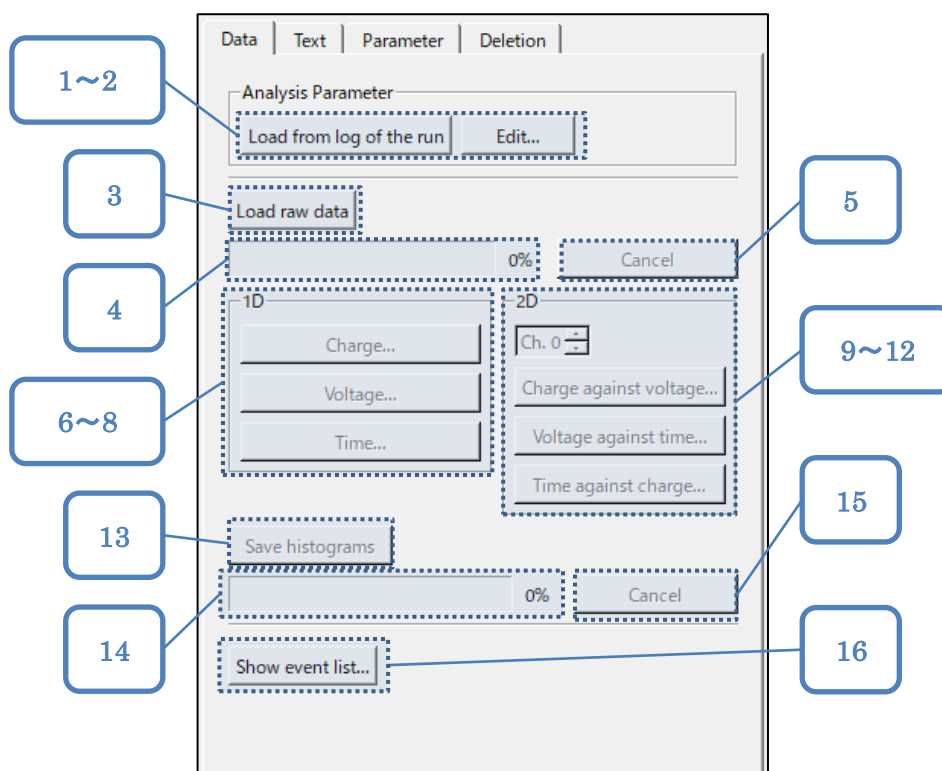 Data Text Parameter Deletion
1～2
Analysis Parameter
Load from log of the run Edit...
3
Load raw data
5
4
0% Cancel
1D
Charge...
Voltage...
Time...
6～8
2D
Ch. 0
Charge against voltage...
Voltage against time...
Time against charge...
9～12
13
Save histograms
15
14
0% Cancel
Show event list...
16